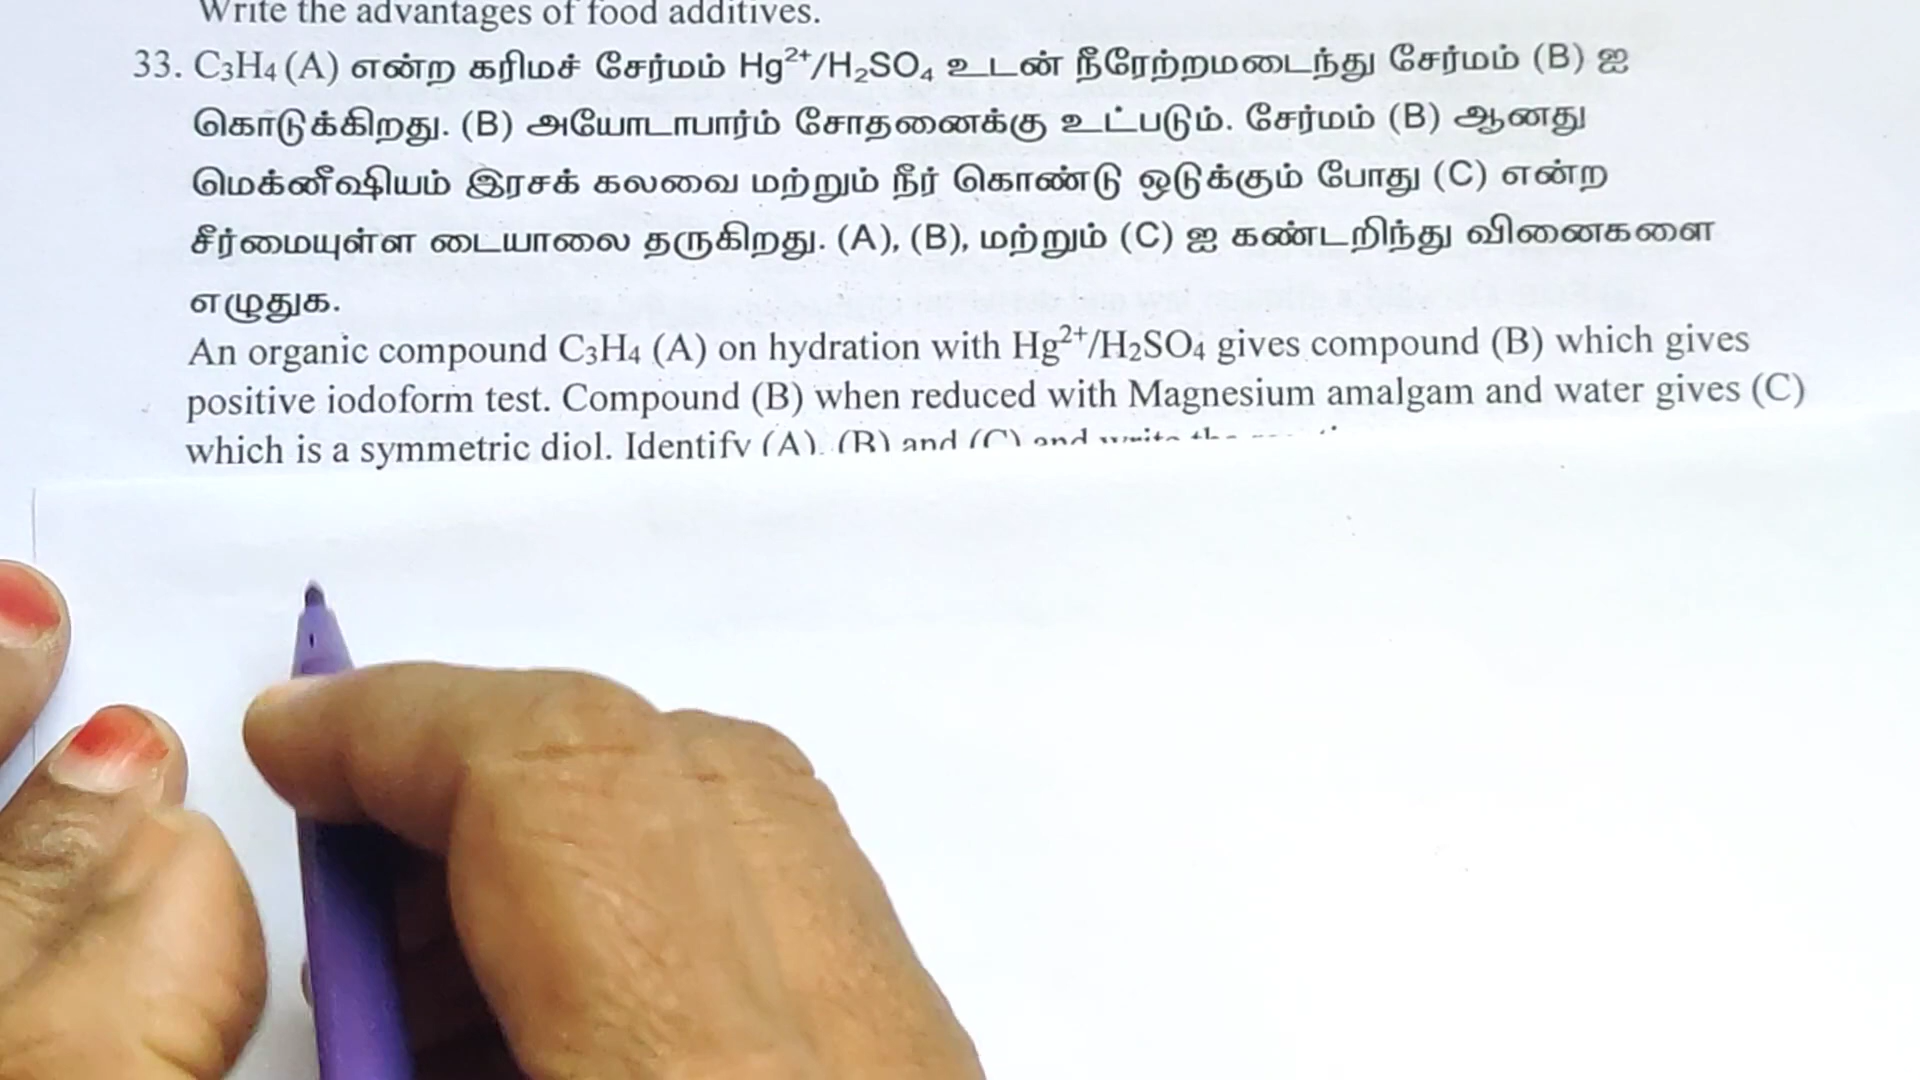 Write the advantages of food additives.
33. C₃H₄ (A) என்ற கரிமச் சேர்மம் Hg²⁺/H₂SO₄ உடன் நீரேற்றமடைந்து சேர்மம் (B) ஐ
கொடுக்கிறது. (B) அயோடாபார்ம் சோதனைக்கு உட்படும். சேர்மம் (B) ஆனது
மெக்னீஷியம் இரசக் கலவை மற்றும் நீர் கொண்டு ஒடுக்கும் போது (C) என்ற
சீர்மையுள்ள டையாலை தருகிறது. (A), (B), மற்றும் (C) ஐ கண்டறிந்து வினைகளை
எழுதுக.
An organic compound C₃H₄ (A) on hydration with Hg²⁺/H₂SO₄ gives compound (B) which gives
positive iodoform test. Compound (B) when reduced with Magnesium amalgam and water gives (C)
which is a symmetric diol. Identify (A), (B) and (C) and write the